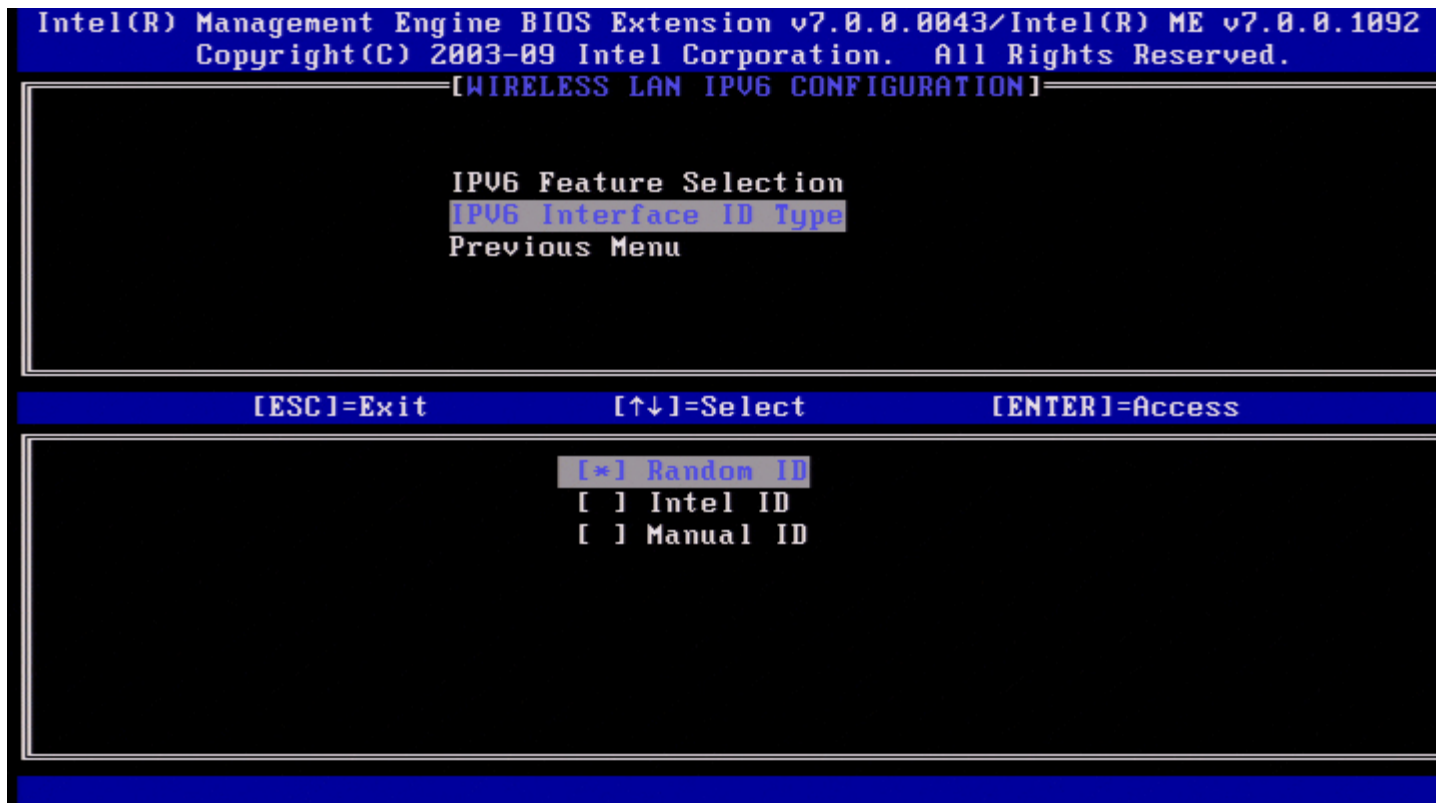 Intel(R) Management Engine BIOS Extension v7.0.0.0043/Intel(R) ME v7.0.0.1092
Copyright(C) 2003-09 Intel Corporation. All Rights Reserved.
[WIRELESS LAN IPV6 CONFIGURATION]
IPV6 Feature Selection
IPV6 Interface ID Type
Previous Menu
[ESC]=Exit [↑↓]=Select [ENTER]=Access
[*] Random ID
[ ] Intel ID
[ ] Manual ID